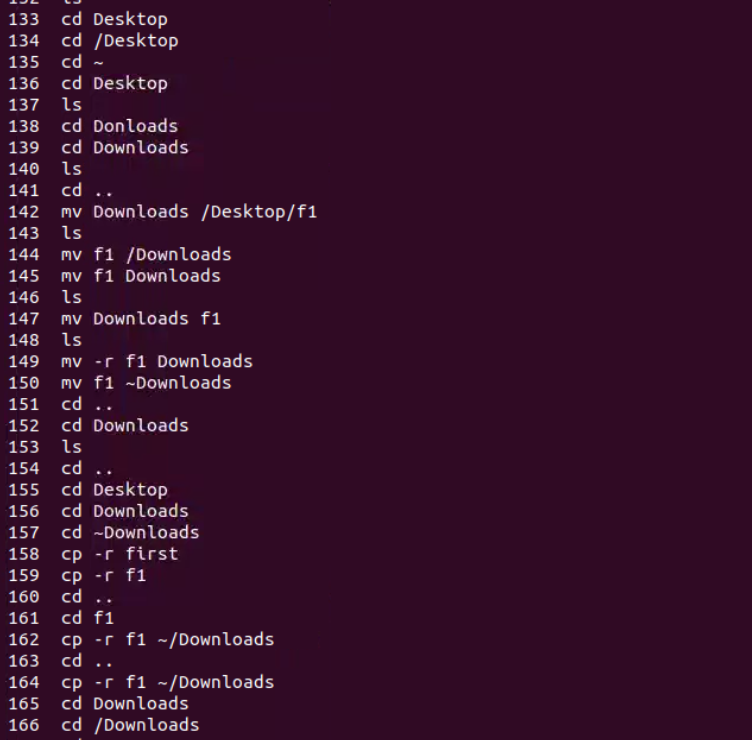 133 cd Desktop
134 cd /Desktop
135 cd ~
136 cd Desktop
137 ls
138 cd Donloads
139 cd Downloads
140 ls
141 cd ..
142 mv Downloads /Desktop/f1
143 ls
144 mv f1 /Downloads
145 mv f1 Downloads
146 ls
147 mv Downloads f1
148 ls
149 mv -r f1 Downloads
150 mv f1 ~Downloads
151 cd ..
152 cd Downloads
153 ls
154 cd ..
155 cd Desktop
156 cd Downloads
157 cd ~Downloads
158 cp -r first
159 cp -r f1
160 cd ..
161 cd f1
162 cp -r f1 ~/Downloads
163 cd ..
164 cp -r f1 ~/Downloads
165 cd Downloads
166 cd /Downloads